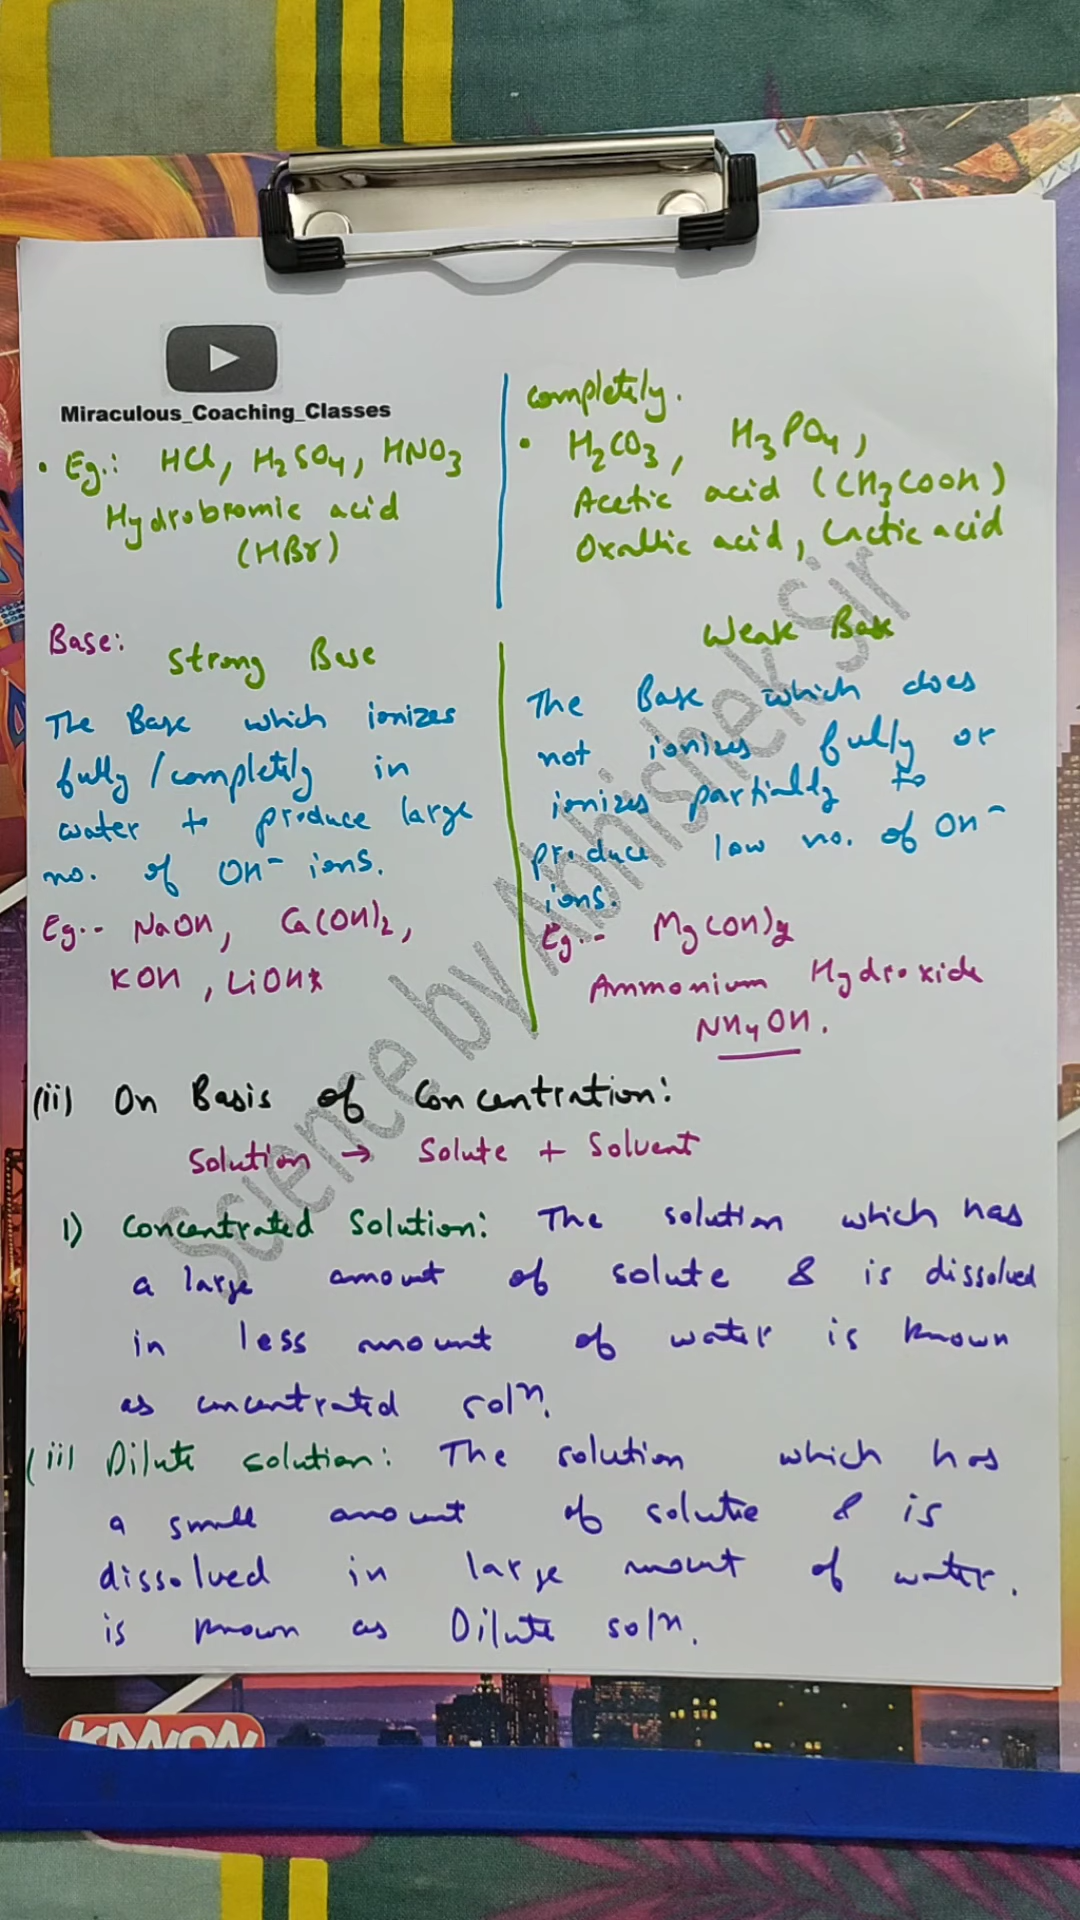 Miraculous_Coaching_Classes
• Eg.: HCl, H₂SO₄, HNO₃
Hydrobromic acid
(HBr)
completely.
• H₂CO₃, H₃PO₄,
Acetic acid (CH₃COOH)
Oxallic acid, Lactic acid
Base:
Strong Base
The Base which ionizes
fully/completely in
water to produce large
no. of OH⁻ ions.
Eg.-- NaOH, Ca(OH)₂,
KOH, LiOH
Weak Base
The Base which does
not ionizes fully or
ionizes partially to
produce low no. of OH⁻
ions.
Eg.-- Mg(OH)₂
Ammonium Hydroxide
NH₄OH.
(ii) On Basis of Concentration:
Solution → Solute + Solvent
1) Concentrated Solution: The solution which has
a large amount of solute & is dissolved
in less amount of water is known
as concentrated solⁿ.
(ii) Dilute solution: The solution which has
a small amount of solute & is
dissolved in large amount of water.
is known as Dilute solⁿ.
Science by Abhishek Sir
KANON